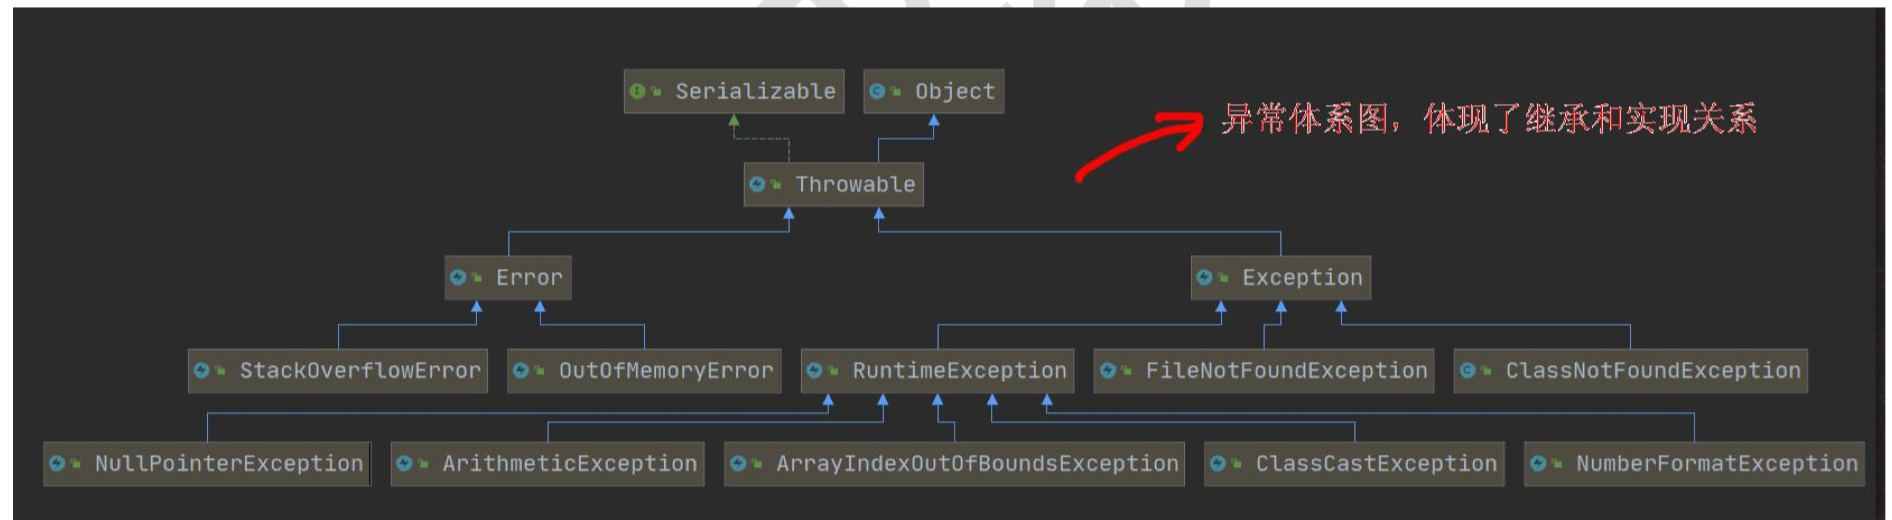 Serializable
Object
异常体系图，体现了继承和实现关系
Throwable
Error
Exception
StackOverflowError
OutOfMemoryError
RuntimeException
FileNotFoundException
ClassNotFoundException
NullPointerException
ArithmeticException
ArrayIndexOutOfBoundsException
ClassCastException
NumberFormatException